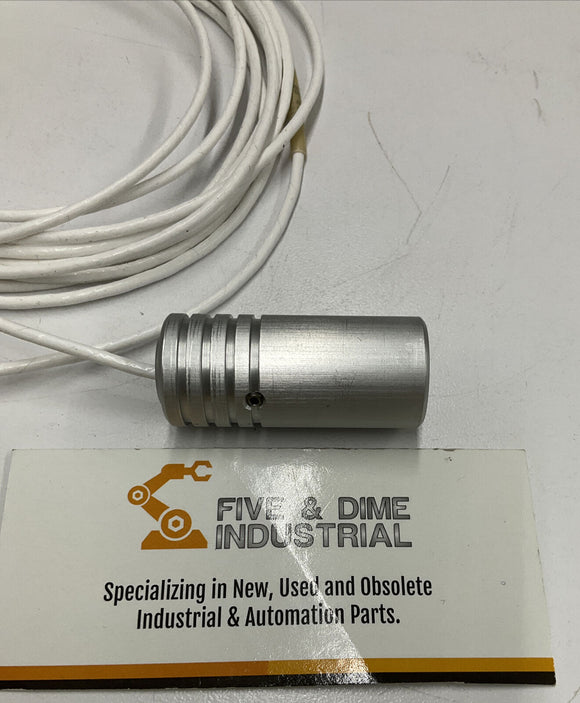 FIVE & DIME
INDUSTRIAL
Specializing in New, Used and Obsolete
Industrial & Automation Parts.